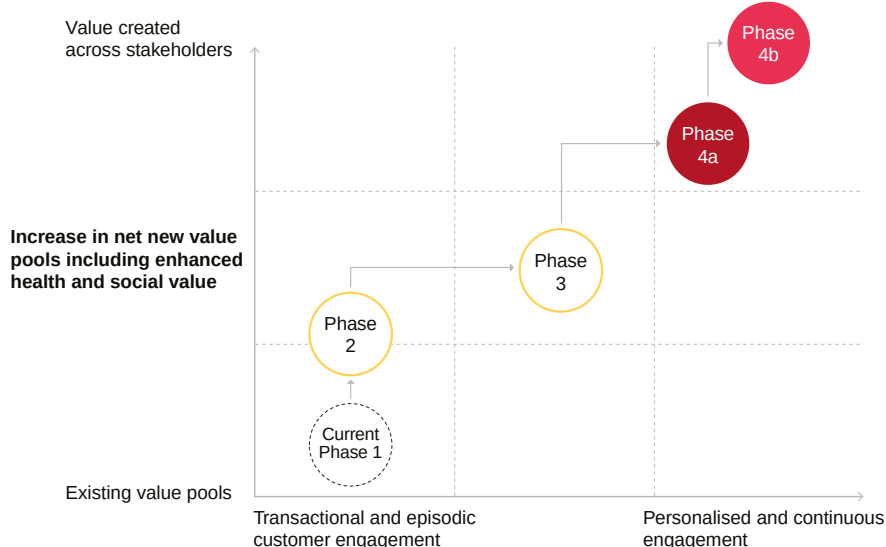 Value created
across stakeholders
Phase
4b
Phase
4a
Increase in net new value
pools including enhanced
health and social value
Phase
3
Phase
2
Current
Phase 1
Existing value pools
Transactional and episodic
customer engagement
Personalised and continuous
engagement